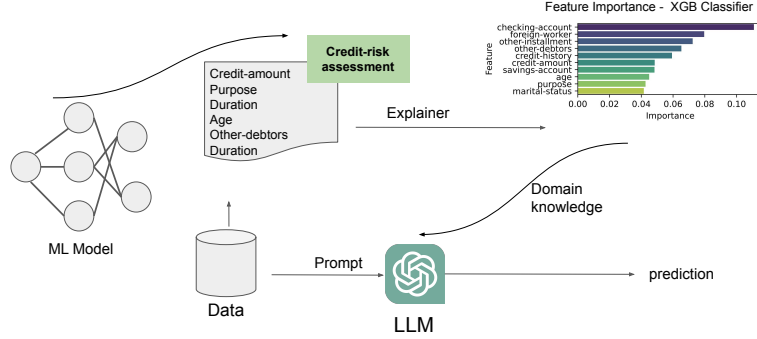 Feature Importance - XGB Classifier
Credit-risk
assessment
Credit-amount
Purpose
Duration
Age
Other-debtors
Duration
Explainer
Feature
checking-account
foreign-worker
other-installment
other-debtors
credit-history
credit-amount
savings-account
age
purpose
marital-status
0.00 0.02 0.04 0.06 0.08 0.10
Importance
ML Model
Domain
knowledge
Data
Prompt
LLM
prediction